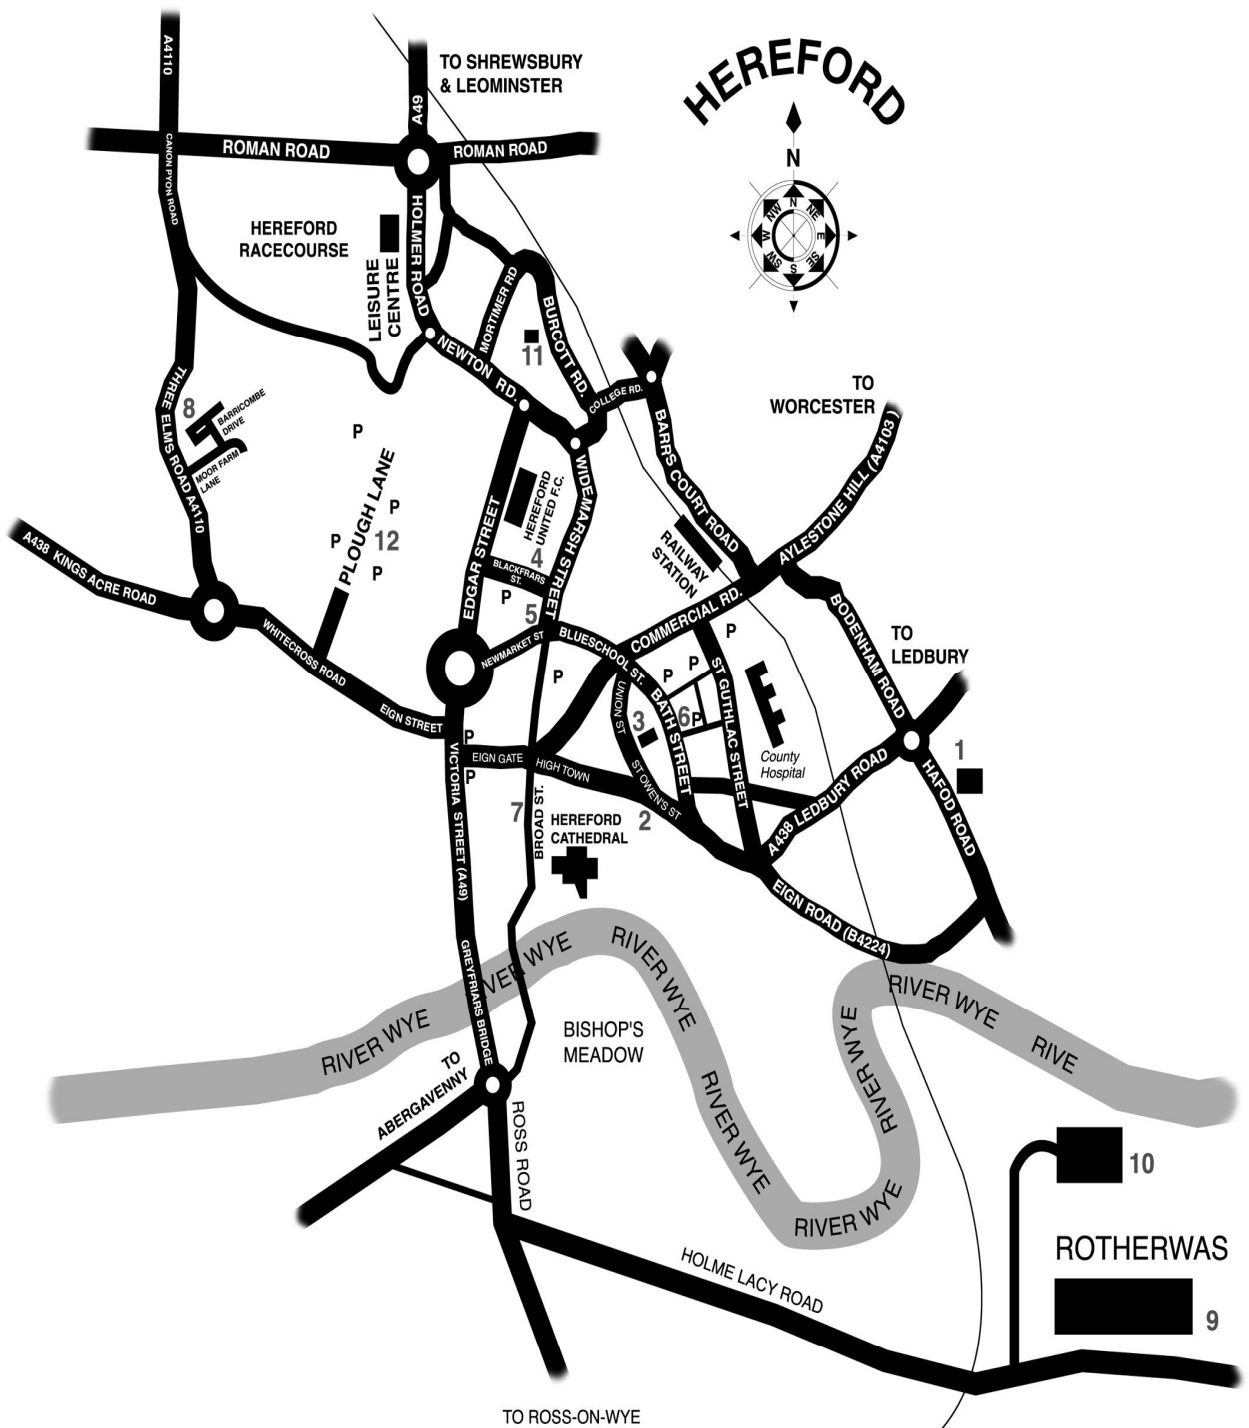 HEREFORD
N
N
NE
E
SE
S
SW
W
NW
A4110
A49
TO SHREWSBURY
& LEOMINSTER
ROMAN ROAD
ROMAN ROAD
CANON PYON ROAD
HEREFORD
RACECOURSE
LEISURE
CENTRE
HOLMER ROAD
MORTIMER RD
BURCOTT RD.
11
NEWTON RD.
COLLEGE RD.
TO
WORCESTER
THREE ELMS ROAD A4110
8
BARRICOMBE
DRIVE
MOOR FARM
LANE
P
PLOUGH LANE
P
P
12
P
EDGAR STREET
HEREFORD
UNITED F.C.
WIDEMARSH STREET
BARRS COURT ROAD
AYLESTONE HILL (A4103)
RAILWAY
STATION
4
BLACKFRIARS
ST.
P
5
A438 KINGS ACRE ROAD
WHITECROSS ROAD
EIGN STREET
NEWMARKET ST
BLUESCHOOL ST.
COMMERCIAL RD.
BODENHAM ROAD
TO
LEDBURY
P
P
P
P
UNION ST
BATH STREET
ST GUTHLAC STREET
3
6
P
County
Hospital
1
P
P
EIGN GATE
HIGH TOWN
VICTORIA STREET (A49)
ST OWEN'S ST
2
7
BROAD ST.
HEREFORD
CATHEDRAL
A438 LEDBURY ROAD
HAFOD ROAD
EIGN ROAD (B4224)
GREYFRIARS BRIDGE
RIVER WYE
VER WYE
RIVER WYE
RIVER WYE
RIVER WYE
RIVER WYE
RIVER WYE
RIVE
BISHOP'S
MEADOW
TO
ABERGAVENNY
ROSS ROAD
HOLME LACY ROAD
10
ROTHERWAS
9
TO ROSS-ON-WYE